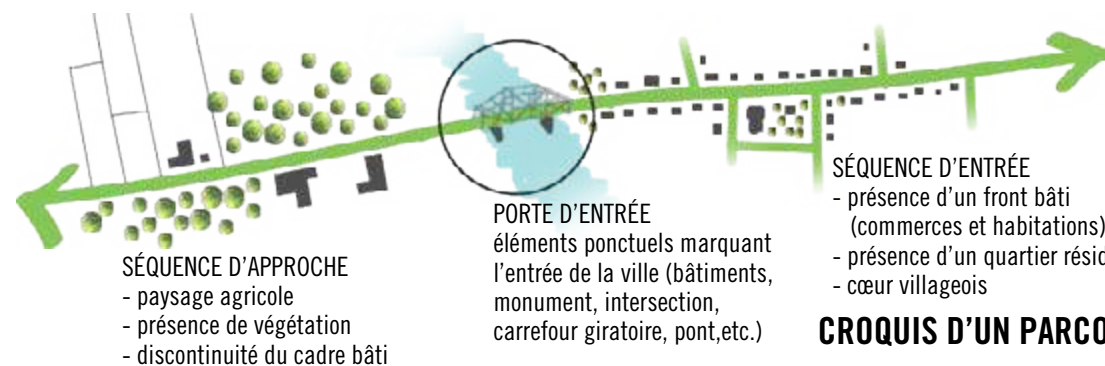 SÉQUENCE D'APPROCHE
- paysage agricole
- présence de végétation
- discontinuité du cadre bâti
PORTE D'ENTRÉE
éléments ponctuels marquant
l'entrée de la ville (bâtiments,
monument, intersection,
carrefour giratoire, pont,etc.)
SÉQUENCE D'ENTRÉE
- présence d'un front bâti
(commerces et habitations)
- présence d'un quartier
- cœur villageois
CROQUIS D'UN